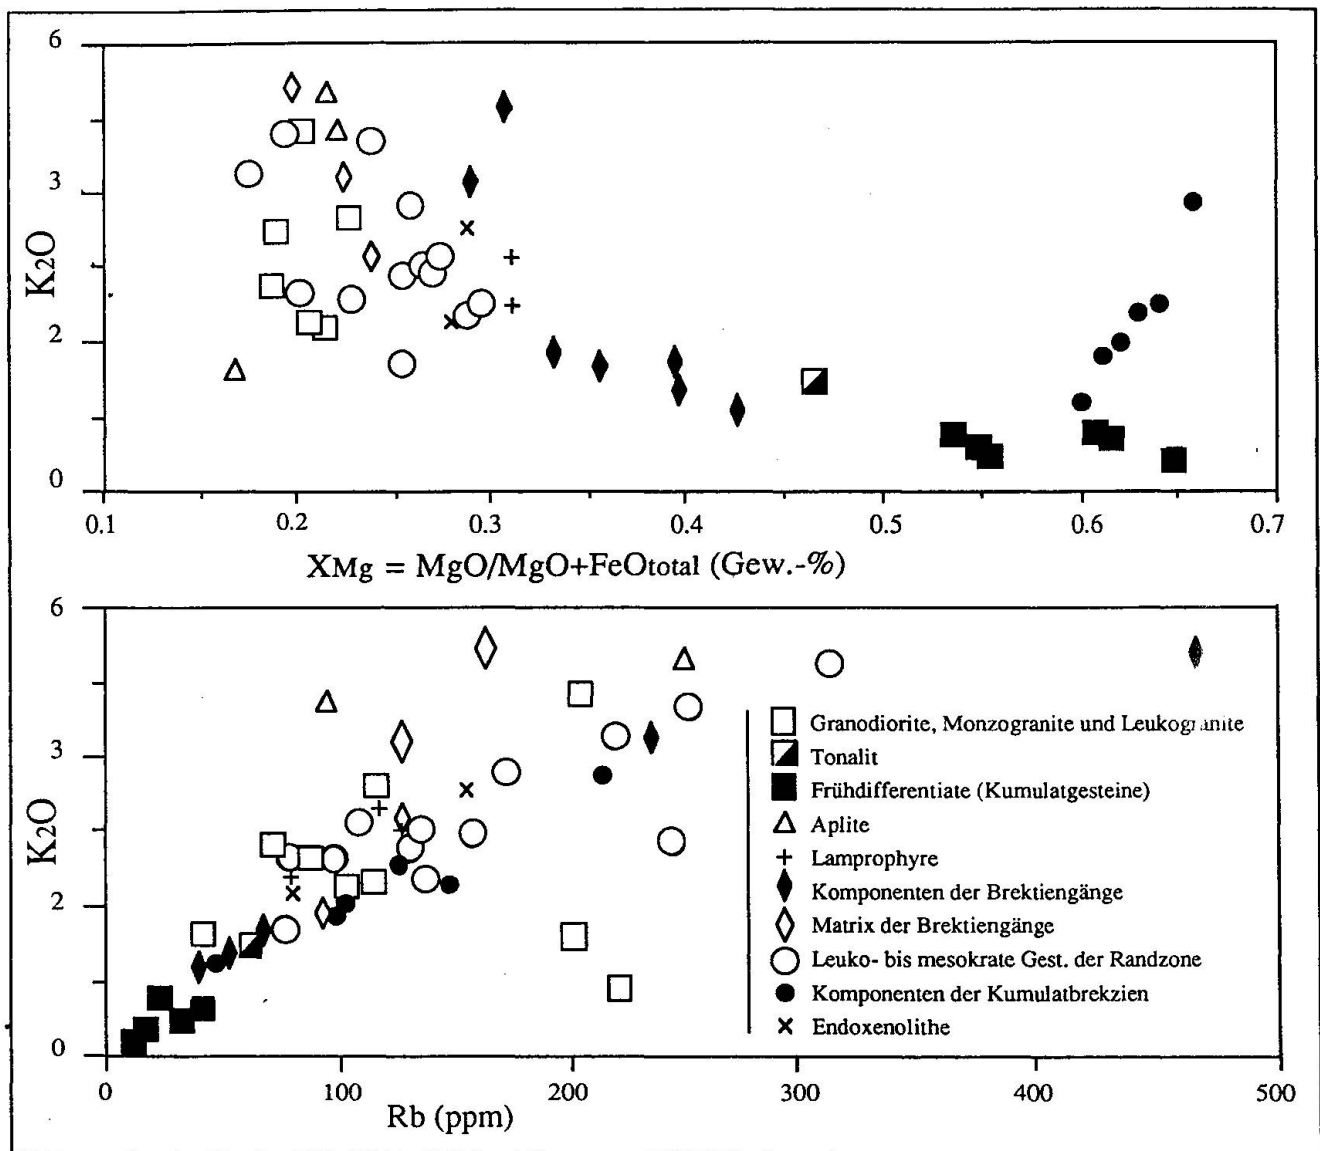 6
3
2
0
K2O
0.1 0.2 0.3 0.4 0.5 0.6 0.7
XMg = MgO/MgO+FeOtotal (Gew.-%)
6
3
2
0
K2O
Granodiorite, Monzogranite und Leukogranite
Tonalit
Frühdifferentiate (Kumulatgesteine)
Aplite
Lamprophyre
Komponenten der Brektiengänge
Matrix der Brektiengänge
Leuko- bis mesokrate Gest. der Randzone
Komponenten der Kumulatbrekzien
Endoxenolithe
0 100 200 300 400 500
Rb (ppm)